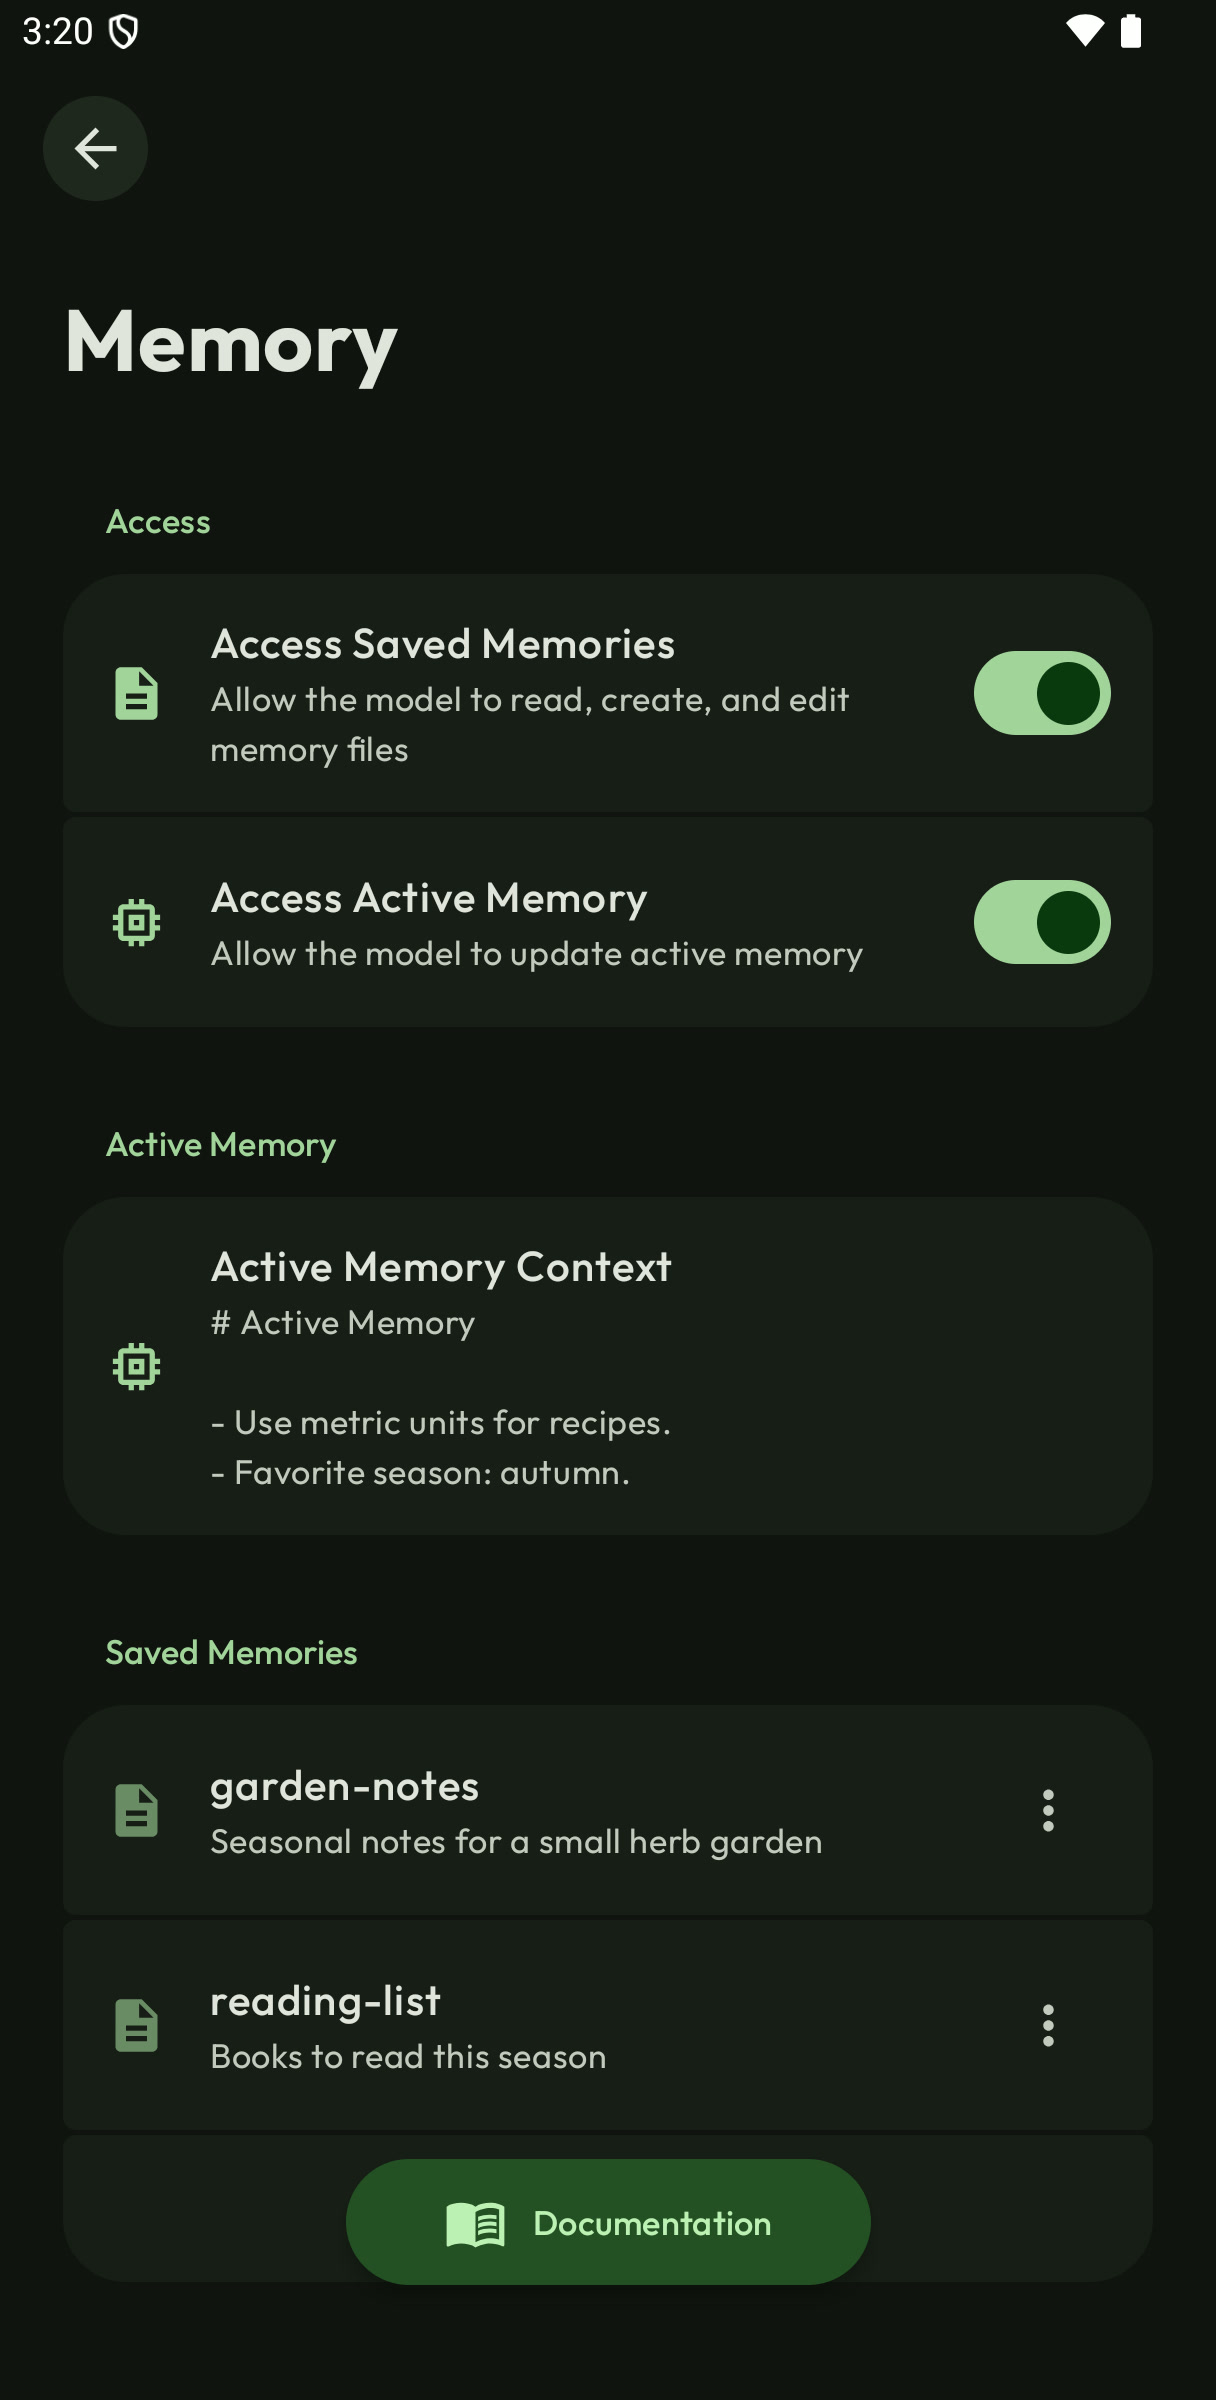 3:20
Memory
Access
Access Saved Memories
Allow the model to read, create, and edit
memory files
Access Active Memory
Allow the model to update active memory
Active Memory
Active Memory Context
# Active Memory
- Use metric units for recipes.
- Favorite season: autumn.
Saved Memories
garden-notes
Seasonal notes for a small herb garden
reading-list
Books to read this season
Documentation